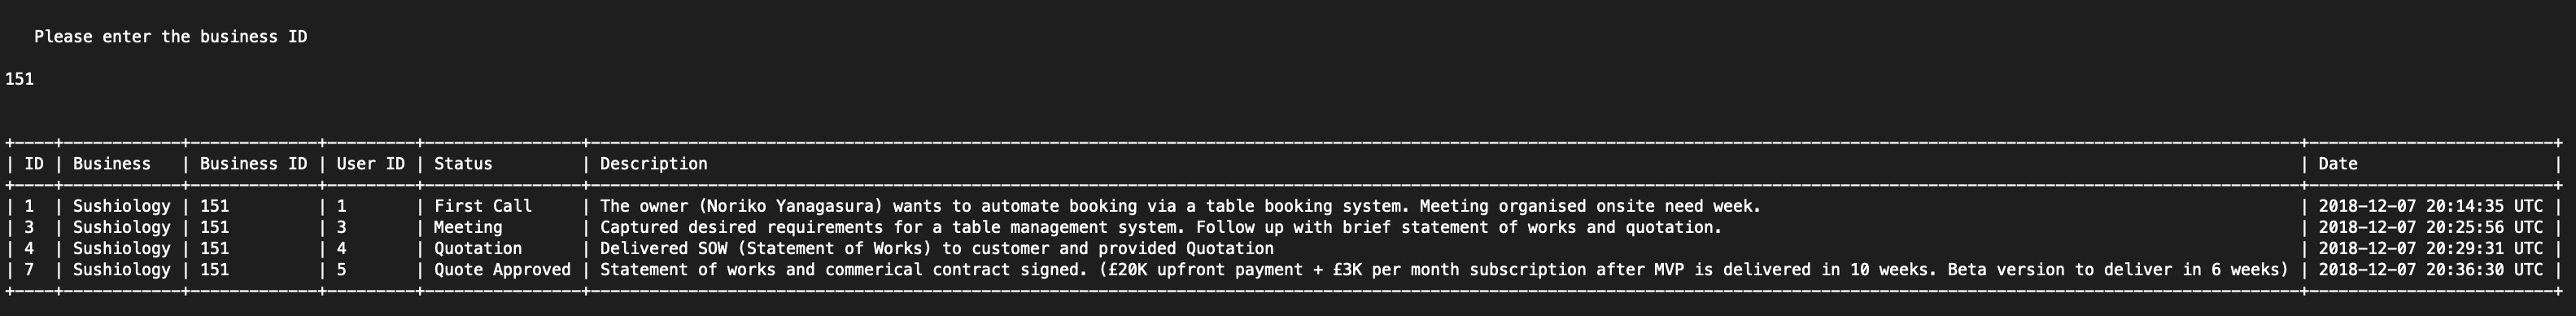 Please enter the business ID
151
| ID | Business | Business ID | User ID | Status | Description | Date |
| 1 | Sushiology | 151 | 1 | First Call | The owner (Noriko Yanagasura) wants to automate booking via a table booking system. Meeting organised onsite need week. | 2018-12-07 20:14:35 UTC |
| 3 | Sushiology | 151 | 3 | Meeting | Captured desired requirements for a table management system. Follow up with brief statement of works and quotation. | 2018-12-07 20:25:56 UTC |
| 4 | Sushiology | 151 | 4 | Quotation | Delivered SOW (Statement of Works) to customer and provided Quotation | 2018-12-07 20:29:31 UTC |
| 7 | Sushiology | 151 | 5 | Quote Approved | Statement of works and commerical contract signed. (£20K upfront payment + £3K per month subscription after MVP is delivered in 10 weeks. Beta version to deliver in 6 weeks) | 2018-12-07 20:36:30 UTC |